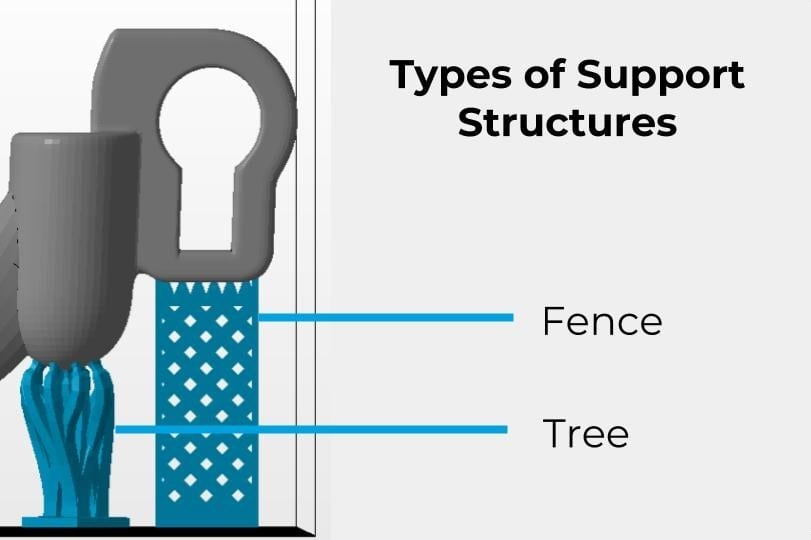 Types of Support
Structures
Fence
Tree